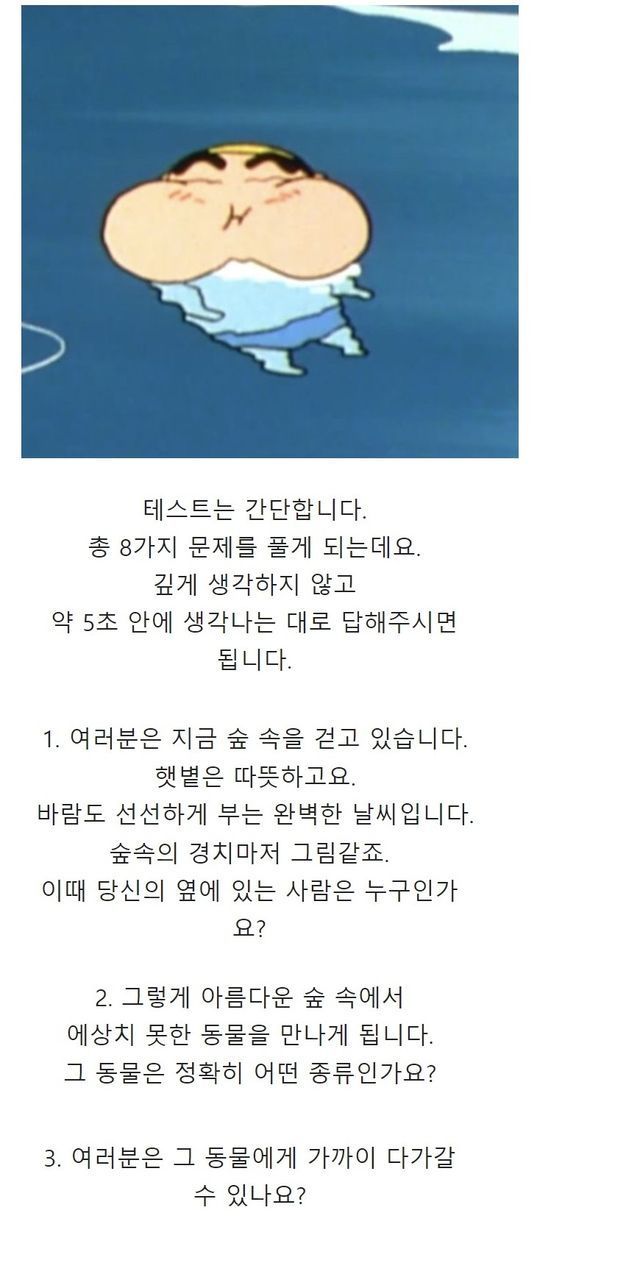 테스트는 간단합니다.
총 8가지 문제를 풀게 되는데요.
깊게 생각하지 않고
약 5초 안에 생각나는 대로 답해주시면
됩니다.
1. 여러분은 지금 숲 속을 걷고 있습니다.
햇볕은 따뜻하고요.
바람도 선선하게 부는 완벽한 날씨입니다.
숲속의 경치마저 그림같죠.
이때 당신의 옆에 있는 사람은 누구인가
요?
2. 그렇게 아름다운 숲 속에서
에상치 못한 동물을 만나게 됩니다.
그 동물은 정확히 어떤 종류인가요?
3. 여러분은 그 동물에게 가까이 다가갈
수 있나요?